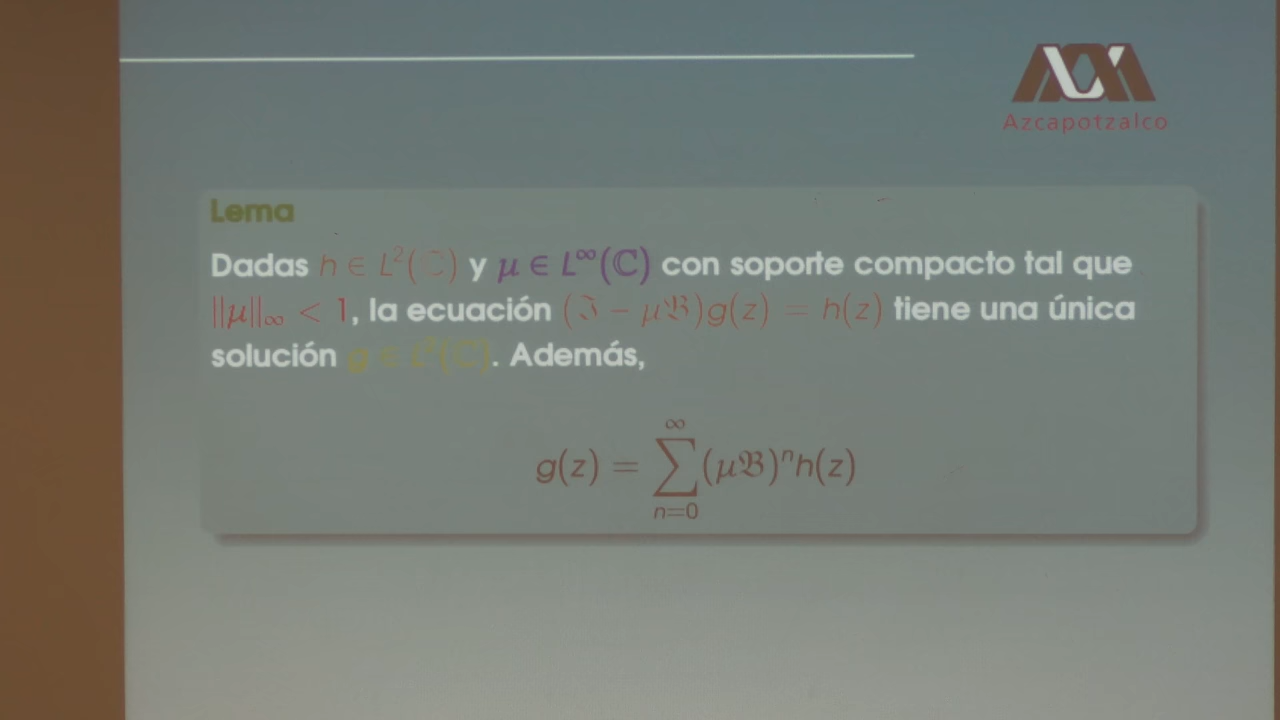 Azcapotzalco
Lema
Dadas h ∈ L²(ℂ) y μ ∈ L^∞(ℂ) con soporte compacto tal que
||μ||_∞ < 1, la ecuación (ℑ − μ𝔅)g(z) = h(z) tiene una única
solución g ∈ L²(ℂ). Además,
g(z) = ∑_{n=0}^{∞} (μ𝔅)ⁿh(z)